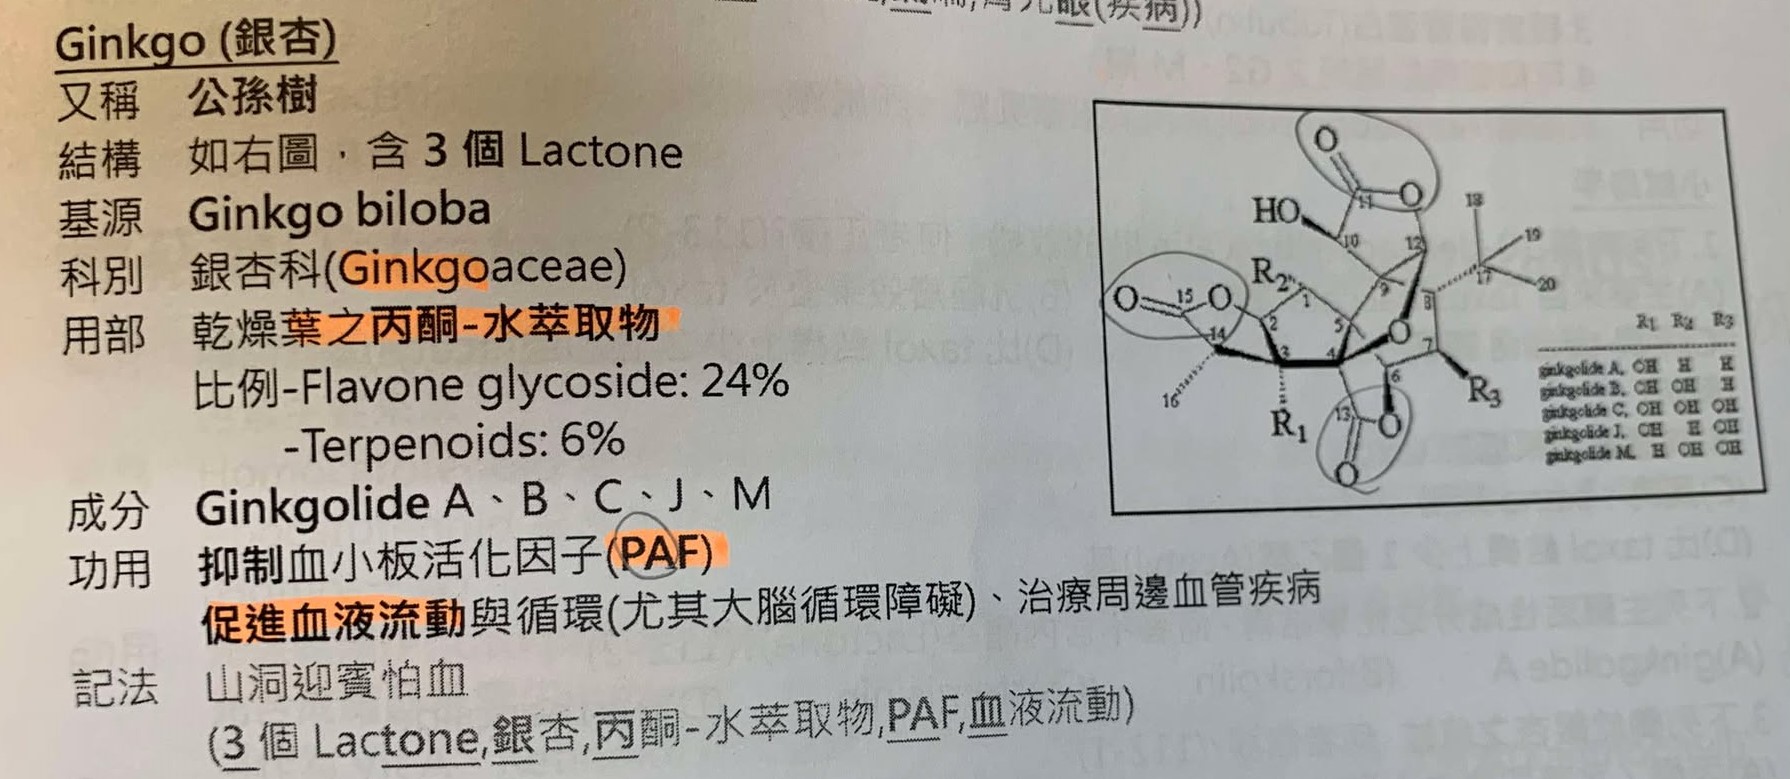 (疾病))
Ginkgo (銀杏)
又稱 公孫樹
結構 如右圖，含 3 個 Lactone
基源 Ginkgo biloba
科別 銀杏科(Ginkgoaceae)
用部 乾燥葉之丙酮-水萃取物
比例-Flavone glycoside: 24%
-Terpenoids: 6%
成分 Ginkgolide A、B、C、J、M
功用 抑制血小板活化因子(PAF)
促進血液流動與循環(尤其大腦循環障礙)、治療周邊血管疾病
記法 山洞迎賓怕血
(3 個 Lactone,銀杏,丙酮-水萃取物,PAF,血液流動)
O
11 O
HO 10 12
18
19
17
20
R2 1 9 8
O 15 O 2 5 O
14 3 4 7
16 6 R3
R1 13 O
O
R1 R2 R3
ginkgolide A, OH H H
ginkgolide B, OH OH H
ginkgolide C, OH OH OH
ginkgolide J, OH H OH
ginkgolide M, H OH OH